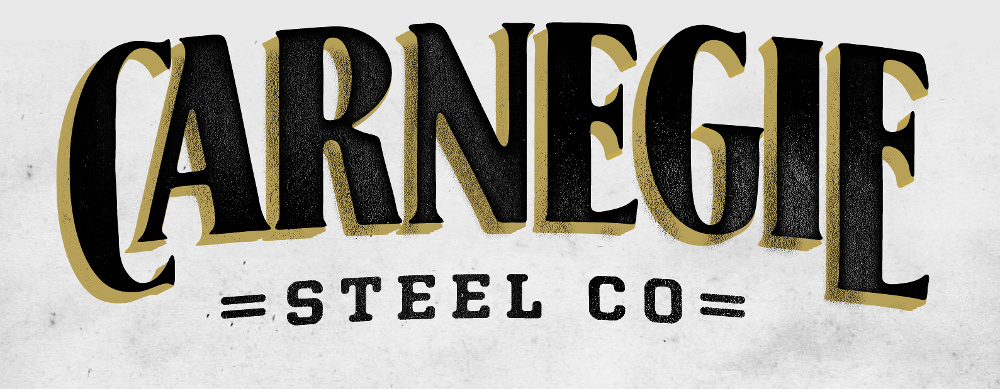 CARNEGIE
=STEEL CO=